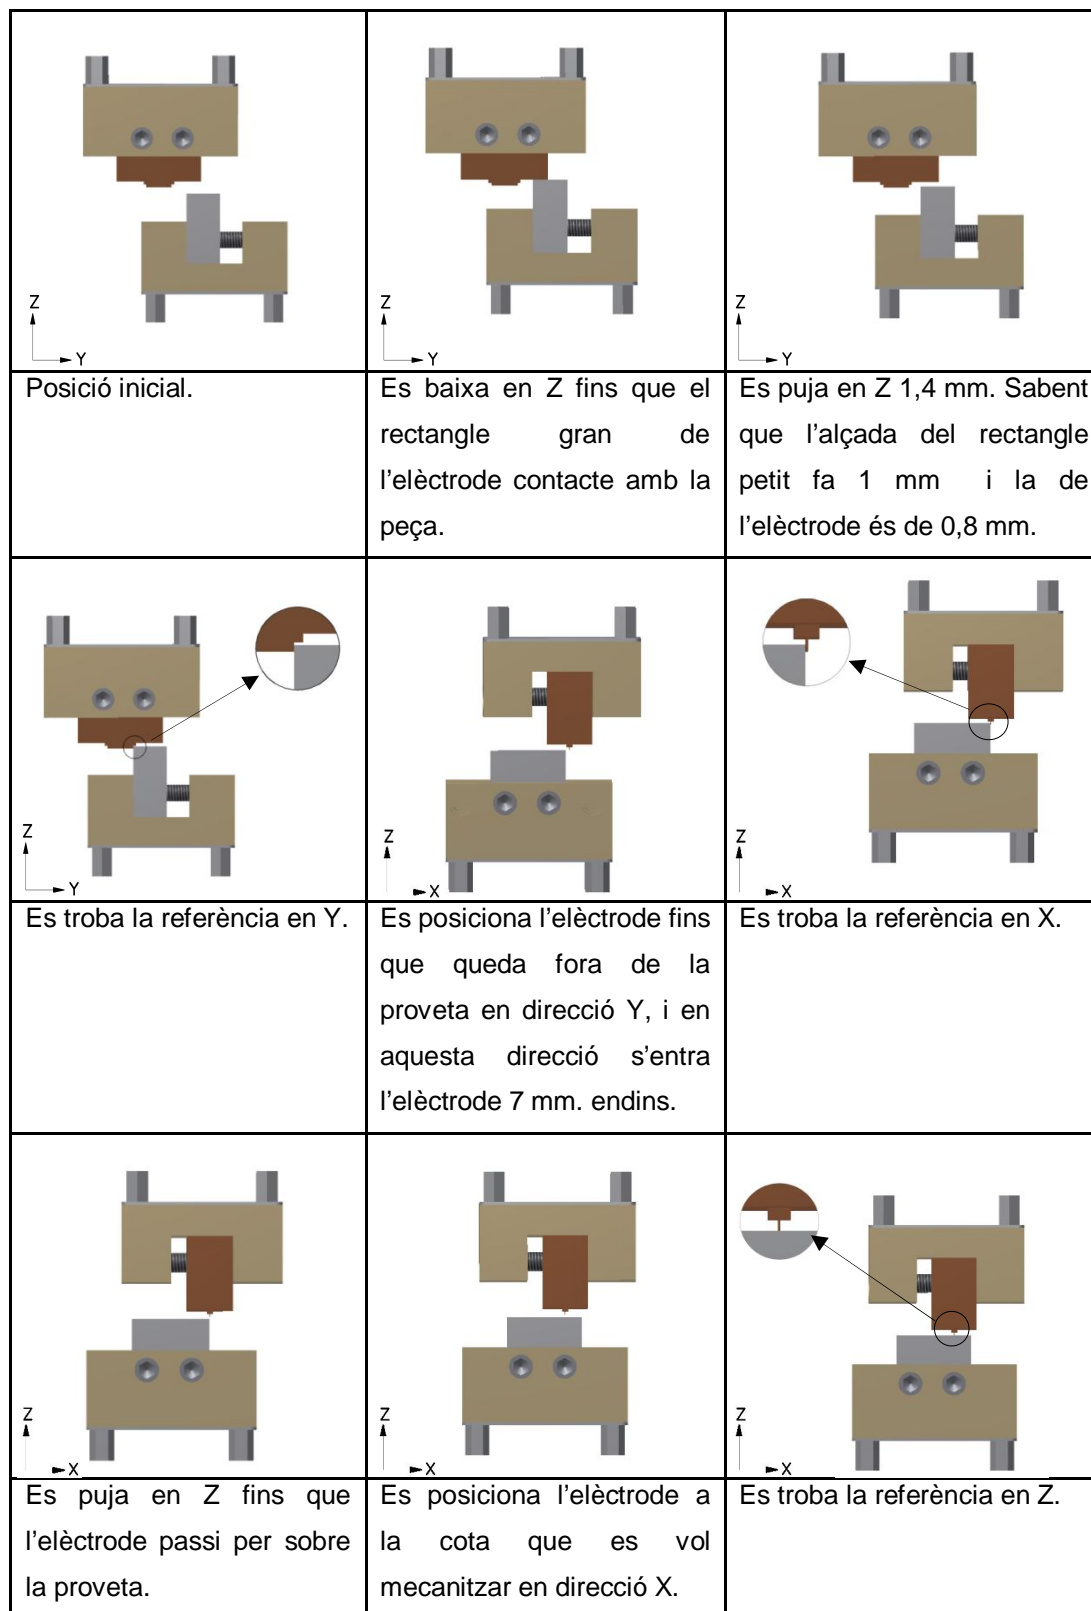 Z
Y
Z
Y
Z
Y
Posició inicial.
Es baixa en Z fins que el
rectangle gran de
l'elèctrode contacte amb la
peça.
Es puja en Z 1,4 mm. Sabent
que l'alçada del rectangle
petit fa 1 mm i la de
l'elèctrode és de 0,8 mm.
Z
Y
Z
X
Z
X
Es troba la referència en Y.
Es posiciona l'elèctrode fins
que queda fora de la
proveta en direcció Y, i en
aquesta direcció s'entra
l'elèctrode 7 mm. endins.
Es troba la referència en X.
Z
X
Z
X
Z
X
Es puja en Z fins que
l'elèctrode passi per sobre
la proveta.
Es posiciona l'elèctrode a
la cota que es vol
mecanitzar en direcció X.
Es troba la referència en Z.